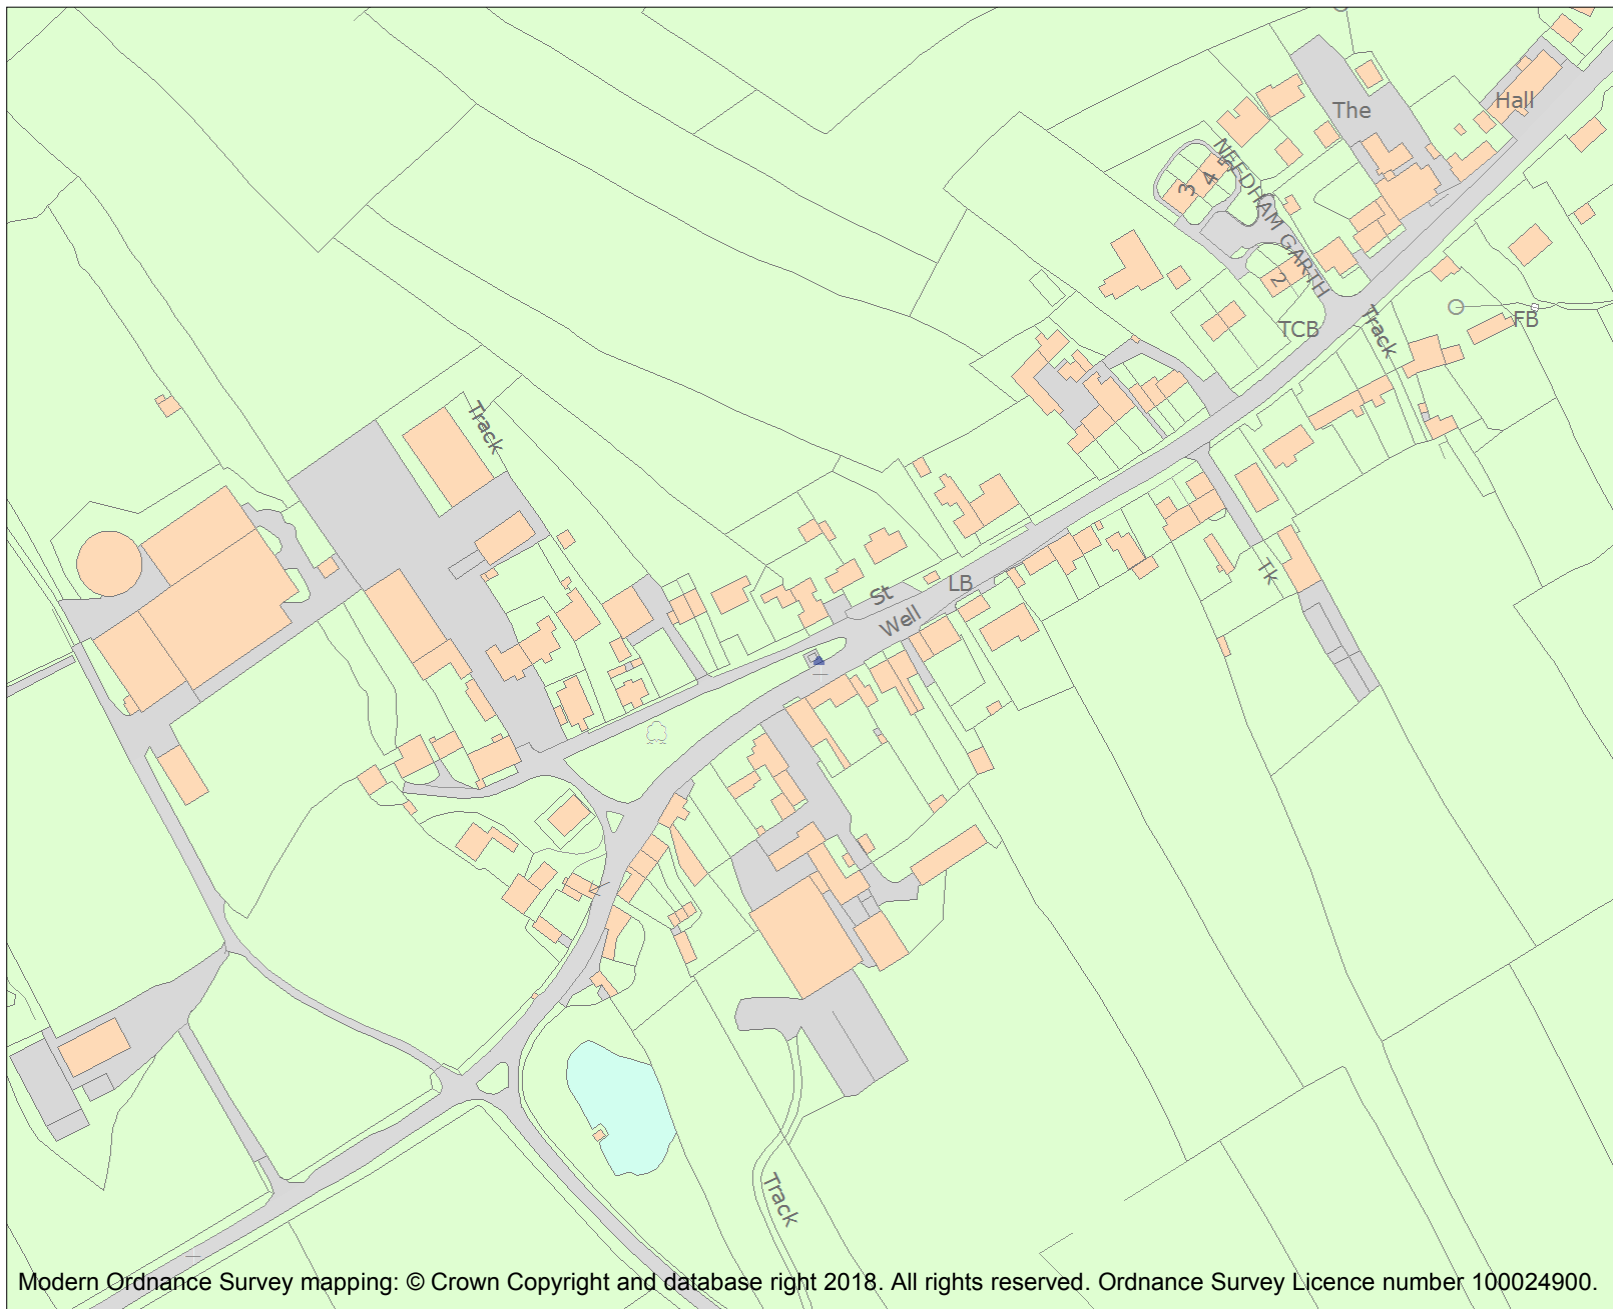 Hall
The
NEEDHAM GARTH
3
4
5
2
TCB
Track
FB
Track
Tk
LB
St
Well
Track
Modern Ordnance Survey mapping: © Crown Copyright and database right 2018. All rights reserved. Ordnance Survey Licence number 100024900.